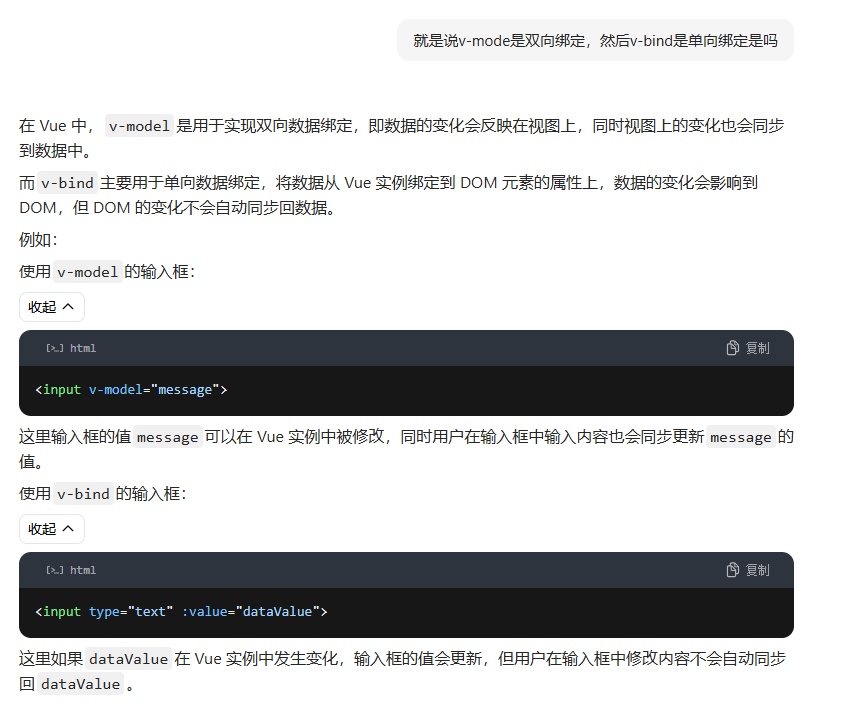 就是说v-mode是双向绑定，然后v-bind是单向绑定是吗
在 Vue 中， v-model 是用于实现双向数据绑定，即数据的变化会反映在视图上，同时视图上的变化也会同步
到数据中。
而 v-bind 主要用于单向数据绑定，将数据从 Vue 实例绑定到 DOM 元素的属性上，数据的变化会影响到
DOM，但 DOM 的变化不会自动同步回数据。
例如：
使用 v-model 的输入框：
收起
[>_] html 复制
<input v-model="message">
这里输入框的值 message 可以在 Vue 实例中被修改，同时用户在输入框中输入内容也会同步更新 message 的
值。
使用 v-bind 的输入框：
收起
[>_] html 复制
<input type="text" :value="dataValue">
这里如果 dataValue 在 Vue 实例中发生变化，输入框的值会更新，但用户在输入框中修改内容不会自动同步
回 dataValue 。